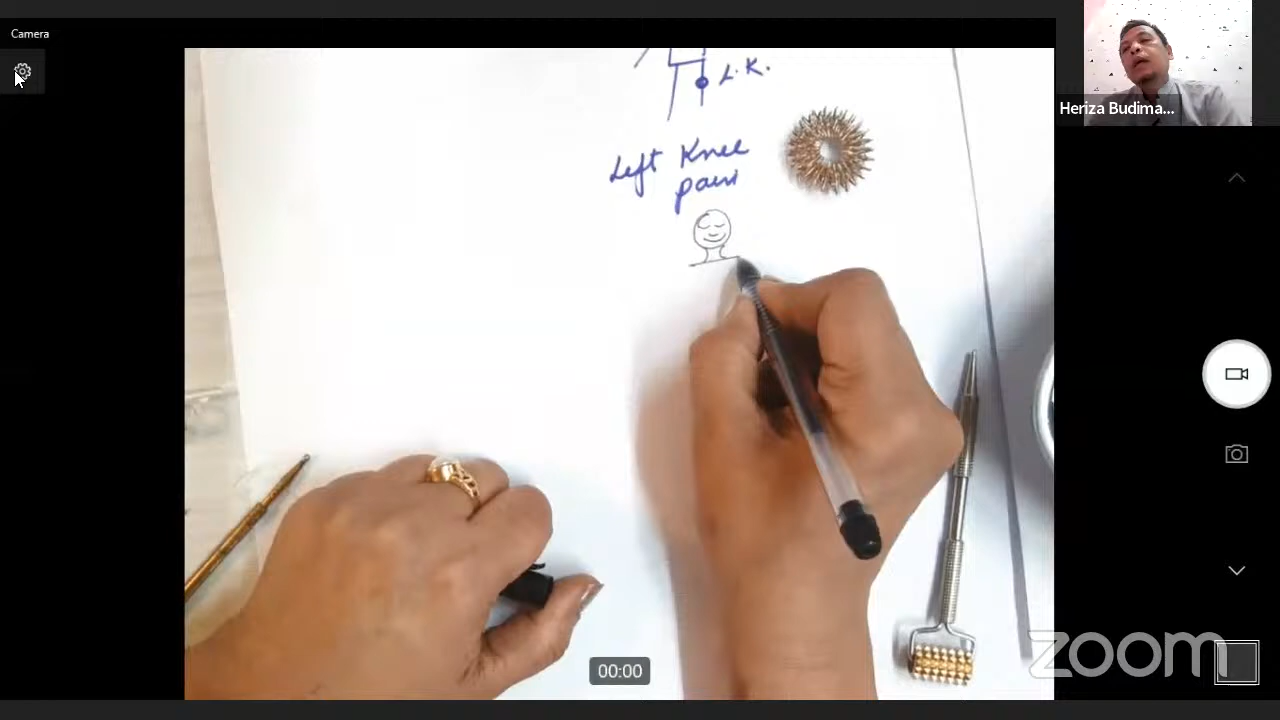 Camera
L.K.
Heriza Budima...
Left Knee
pain
00:00
zoom